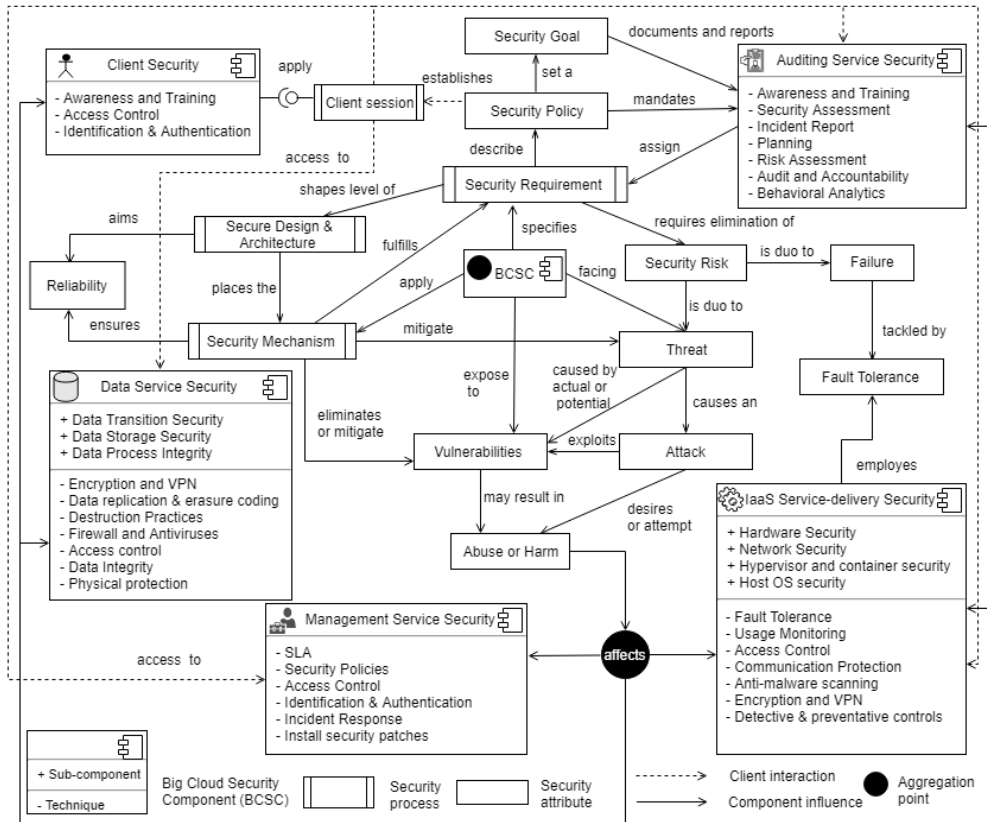 Client Security
- Awareness and Training
- Access Control
- Identification & Authentication
apply
Client session
establishes
Security Goal
set a
Security Policy
describe
documents and reports
mandates
assign
Auditing Service Security
- Awareness and Training
- Security Assessment
- Incident Report
- Planning
- Risk Assessment
- Audit and Accountability
- Behavioral Analytics
access to
shapes level of
Security Requirement
requires elimination of
aims
Secure Design &
Architecture
fulfills
specifies
Security Risk
is duo to
Failure
Reliability
places the
apply
BCSC
facing
is duo to
ensures
Security Mechanism
mitigate
Threat
tackled by
Data Service Security
+ Data Transition Security
+ Data Storage Security
+ Data Process Integrity
- Encryption and VPN
- Data replication & erasure coding
- Destruction Practices
- Firewall and Antiviruses
- Access control
- Data Integrity
- Physical protection
eliminates
or mitigate
expose
to
caused by
actual or
potential
causes an
Fault Tolerance
Vulnerabilities
exploits
Attack
employes
may result in
desires
or attempt
Abuse or Harm
IaaS Service-delivery Security
+ Hardware Security
+ Network Security
+ Hypervisor and container security
+ Host OS security
- Fault Tolerance
- Usage Monitoring
- Access Control
- Communication Protection
- Anti-malware scanning
- Encryption and VPN
- Detective & preventative controls
access to
Management Service Security
- SLA
- Security Policies
- Access Control
- Identification & Authentication
- Incident Response
- Install security patches
affects
+ Sub-component
- Technique
Big Cloud Security
Component (BCSC)
Security
process
Security
attribute
Client interaction
Component influence
Aggregation
point